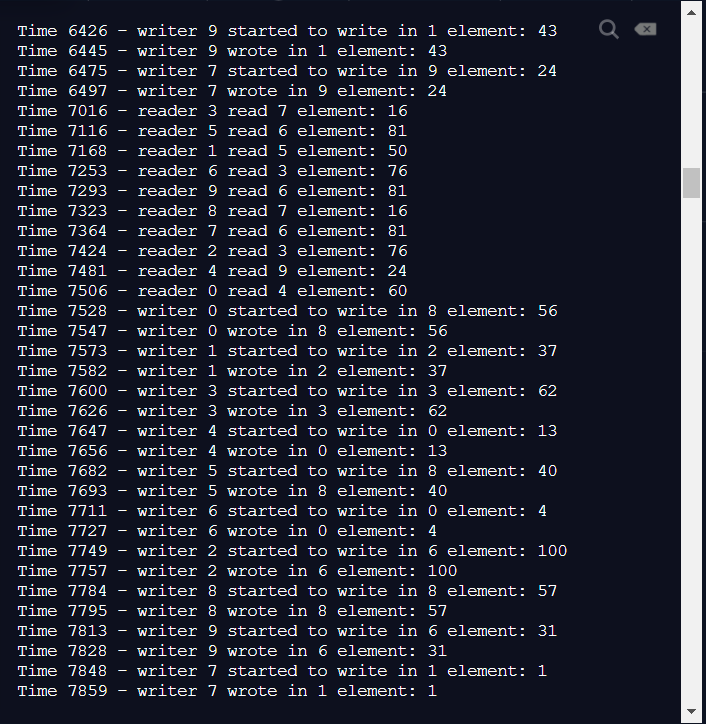 Time 6426 - writer 9 started to write in 1 element: 43
Time 6445 - writer 9 wrote in 1 element: 43
Time 6475 - writer 7 started to write in 9 element: 24
Time 6497 - writer 7 wrote in 9 element: 24
Time 7016 - reader 3 read 7 element: 16
Time 7116 - reader 5 read 6 element: 81
Time 7168 - reader 1 read 5 element: 50
Time 7253 - reader 6 read 3 element: 76
Time 7293 - reader 9 read 6 element: 81
Time 7323 - reader 8 read 7 element: 16
Time 7364 - reader 7 read 6 element: 81
Time 7424 - reader 2 read 3 element: 76
Time 7481 - reader 4 read 9 element: 24
Time 7506 - reader 0 read 4 element: 60
Time 7528 - writer 0 started to write in 8 element: 56
Time 7547 - writer 0 wrote in 8 element: 56
Time 7573 - writer 1 started to write in 2 element: 37
Time 7582 - writer 1 wrote in 2 element: 37
Time 7600 - writer 3 started to write in 3 element: 62
Time 7626 - writer 3 wrote in 3 element: 62
Time 7647 - writer 4 started to write in 0 element: 13
Time 7656 - writer 4 wrote in 0 element: 13
Time 7682 - writer 5 started to write in 8 element: 40
Time 7693 - writer 5 wrote in 8 element: 40
Time 7711 - writer 6 started to write in 0 element: 4
Time 7727 - writer 6 wrote in 0 element: 4
Time 7749 - writer 2 started to write in 6 element: 100
Time 7757 - writer 2 wrote in 6 element: 100
Time 7784 - writer 8 started to write in 8 element: 57
Time 7795 - writer 8 wrote in 8 element: 57
Time 7813 - writer 9 started to write in 6 element: 31
Time 7828 - writer 9 wrote in 6 element: 31
Time 7848 - writer 7 started to write in 1 element: 1
Time 7859 - writer 7 wrote in 1 element: 1